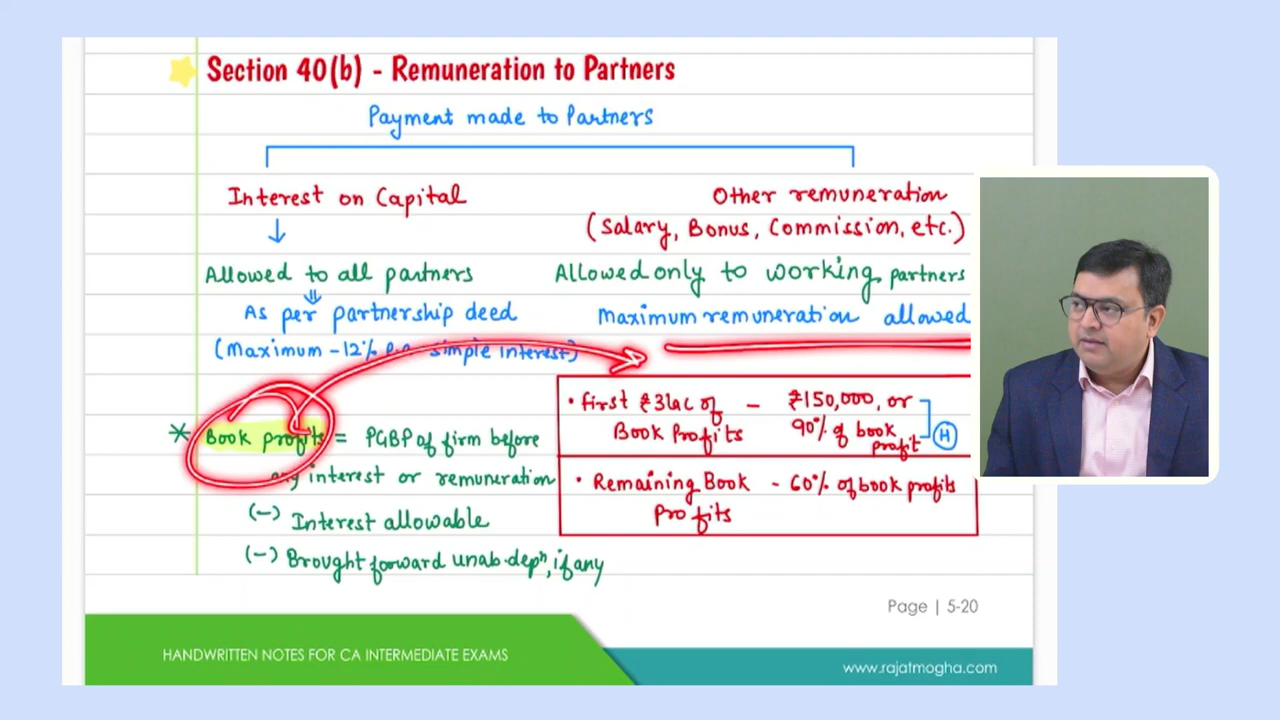 Section 40(b) - Remuneration to Partners
Payment made to Partners
Interest on Capital
Allowed to all partners
As per partnership deed
(Maximum - 12% p.a. simple interest)
Other remuneration
(Salary, Bonus, Commission, etc.)
Allowed only to working partners
Maximum remuneration allowed
• First ₹3lac of Book Profits - ₹150,000, or
90% of book profit
H
• Remaining Book Profits - 60% of book profits
* Book profits = PGBP of firm before
any interest or remuneration
(-) Interest allowable
(-) Brought forward unab. depn, if any
Page | 5-20
HANDWRITTEN NOTES FOR CA INTERMEDIATE EXAMS
www.rajatmogha.com